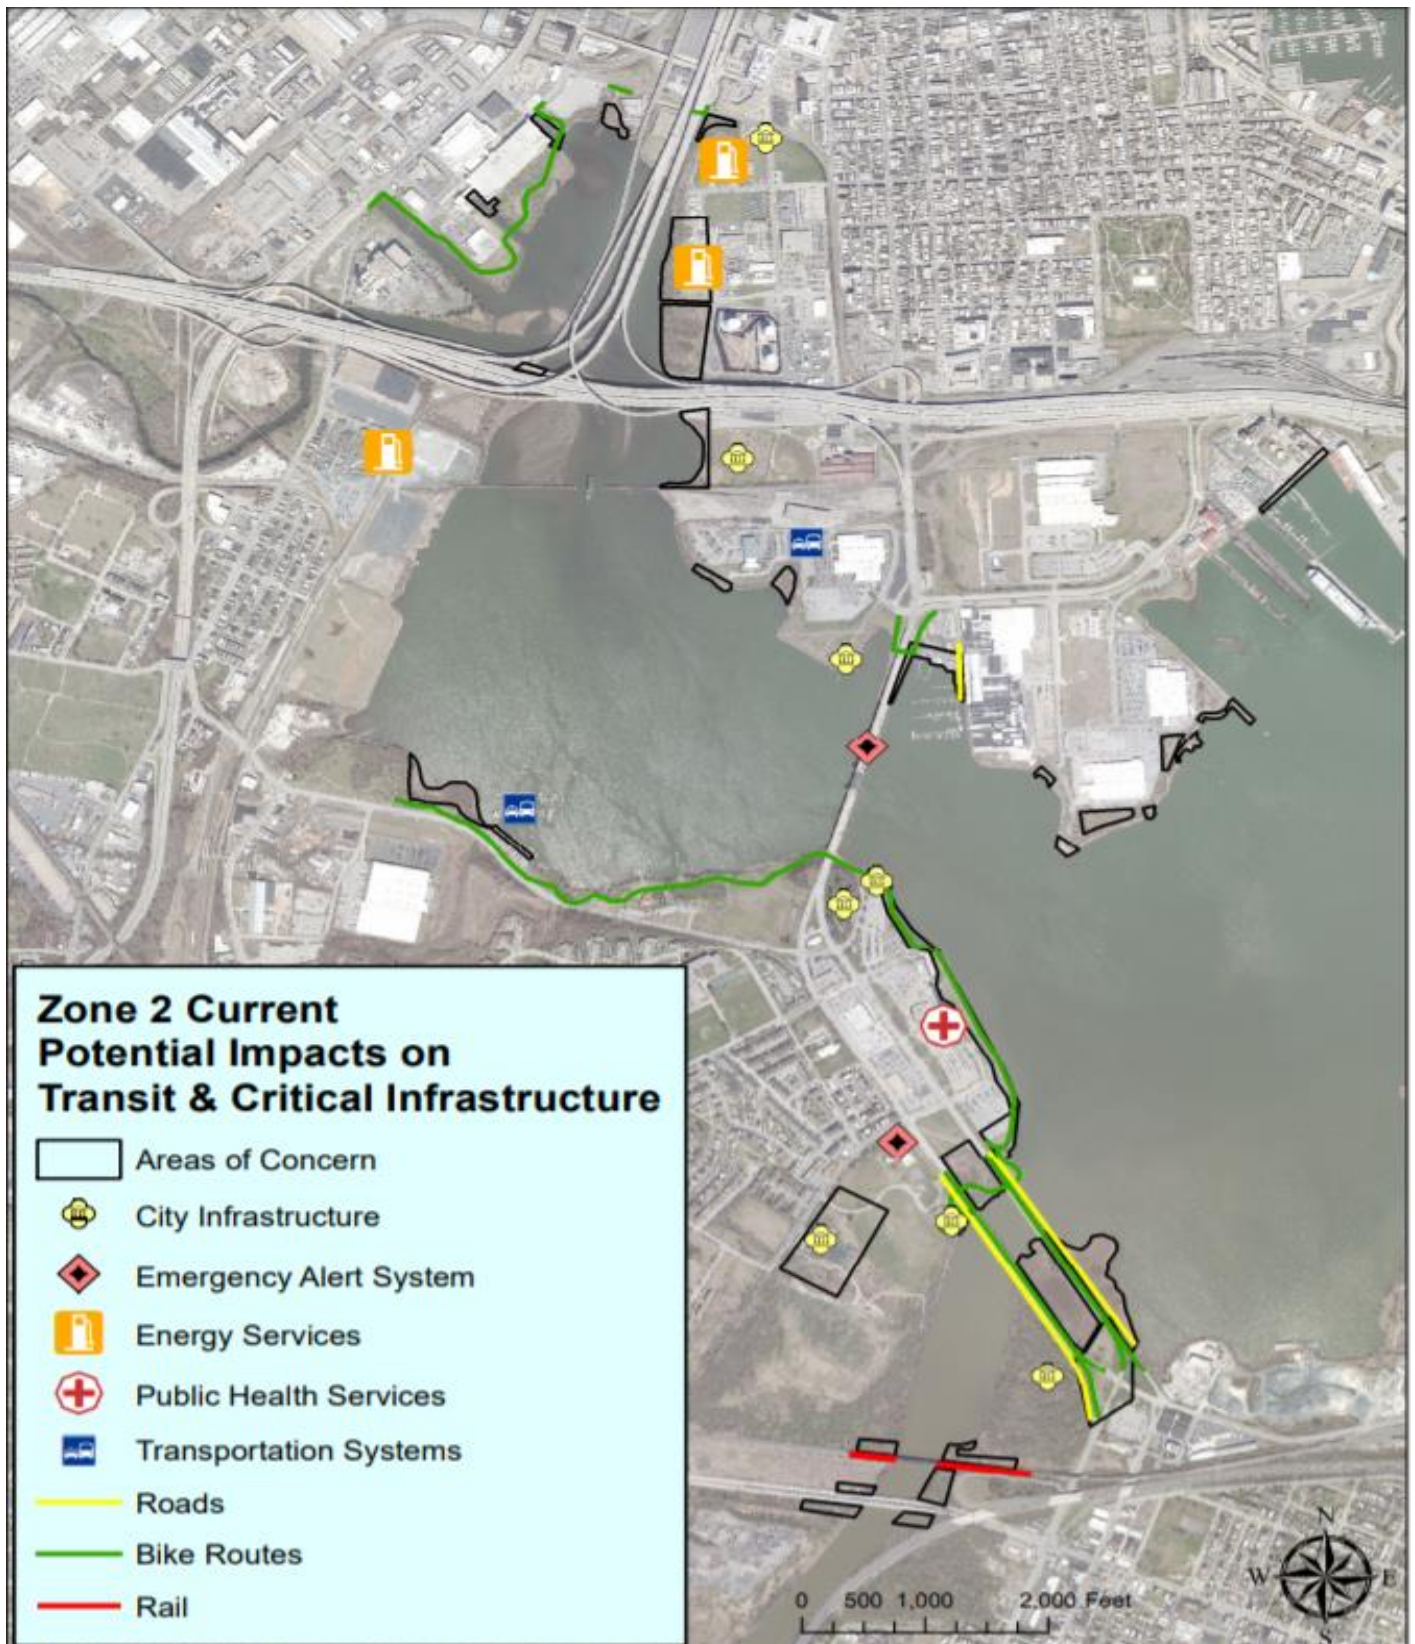 Zone 2 Current
Potential Impacts on
Transit & Critical Infrastructure
Areas of Concern
City Infrastructure
Emergency Alert System
Energy Services
Public Health Services
Transportation Systems
Roads
Bike Routes
Rail
0 500 1,000 2,000 Feet
N
W E
S